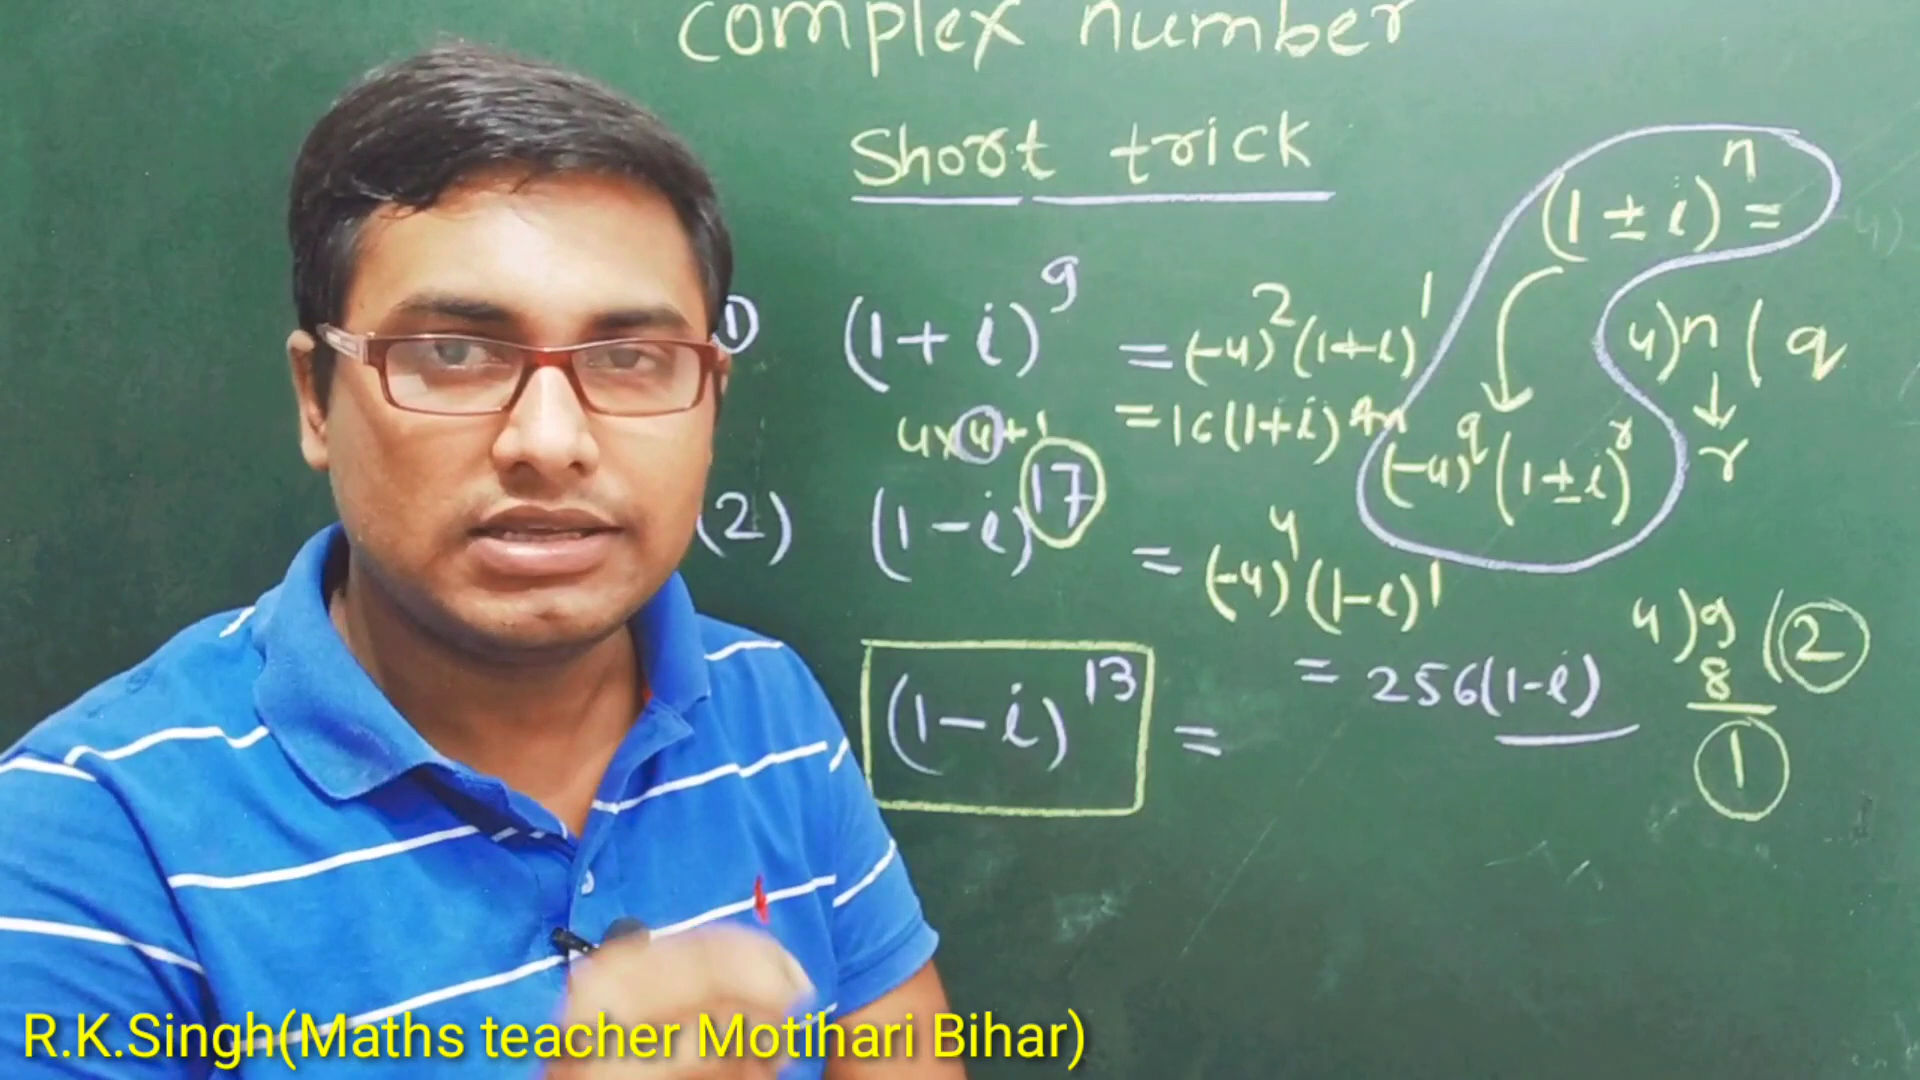 complex number
short trick
(1 ± i)ⁿ =
① (1 + i)⁹ = (-4)² (1+i)¹
4)n( q
= 16(1+i) Ans
r
4×4+1
(-4)^q (1±i)^r
(2) (1 - i)¹⁷ = (-4)⁴ (1-i)¹
= 256(1-i)
4)9(2
8
1
(1 - i)¹³ =
R.K.Singh(Maths teacher Motihari Bihar)